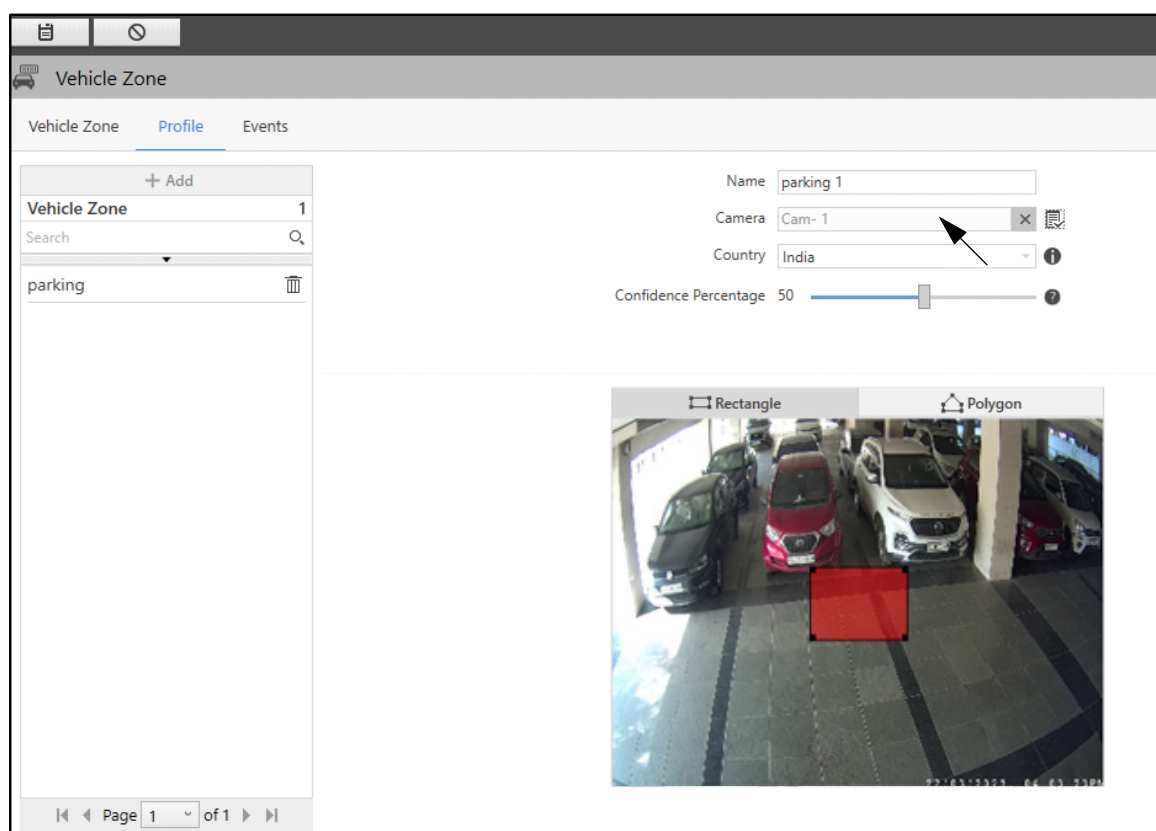 Vehicle Zone
Vehicle Zone Profile Events
+ Add
Vehicle Zone 1
Search
parking
Page 1 of 1
Name parking 1
Camera Cam- 1
Country India
Confidence Percentage 50
Rectangle Polygon